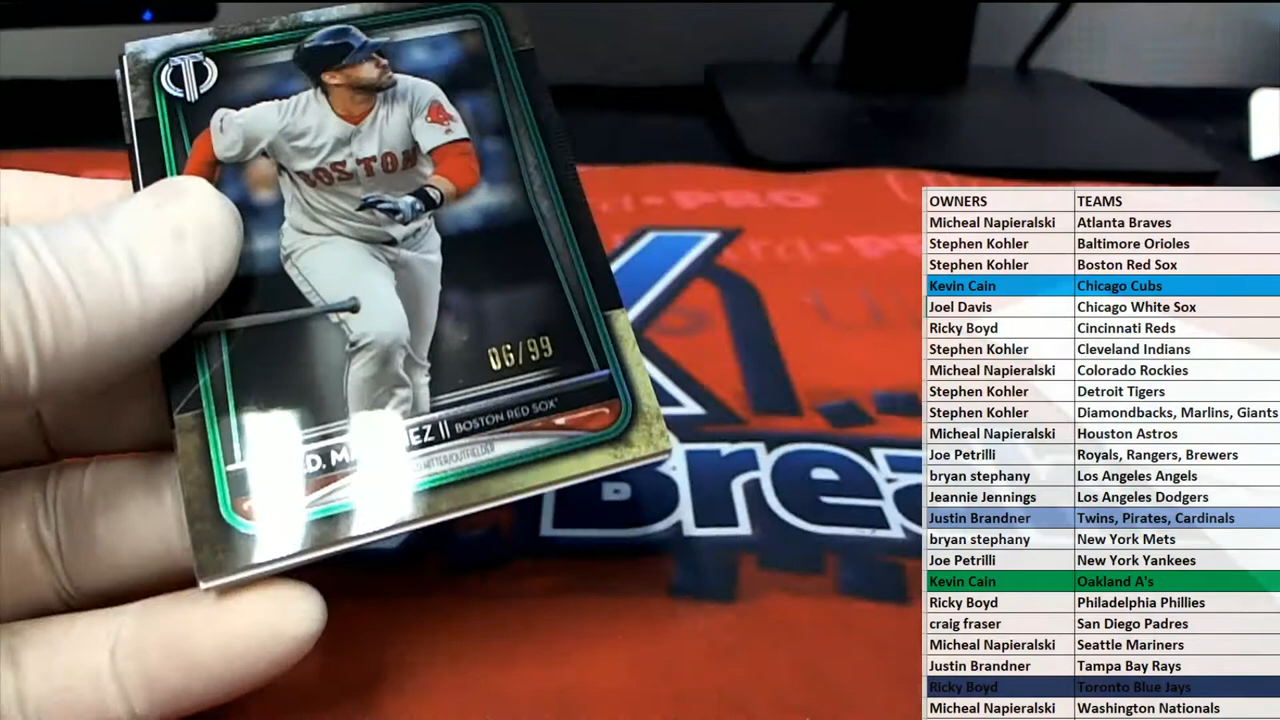 BOSTON
06/99
BOSTON RED SOX
Brea
OWNERS TEAMS
Micheal Napieralski Atlanta Braves
Stephen Kohler Baltimore Orioles
Stephen Kohler Boston Red Sox
Kevin Cain Chicago Cubs
Joel Davis Chicago White Sox
Ricky Boyd Cincinnati Reds
Stephen Kohler Cleveland Indians
Micheal Napieralski Colorado Rockies
Stephen Kohler Detroit Tigers
Stephen Kohler Diamondbacks, Marlins, Giants
Micheal Napieralski Houston Astros
Joe Petrilli Royals, Rangers, Brewers
bryan stephany Los Angeles Angels
Jeannie Jennings Los Angeles Dodgers
Justin Brandner Twins, Pirates, Cardinals
bryan stephany New York Mets
Joe Petrilli New York Yankees
Kevin Cain Oakland A's
Ricky Boyd Philadelphia Phillies
craig fraser San Diego Padres
Micheal Napieralski Seattle Mariners
Justin Brandner Tampa Bay Rays
Ricky Boyd Toronto Blue Jays
Micheal Napieralski Washington Nationals